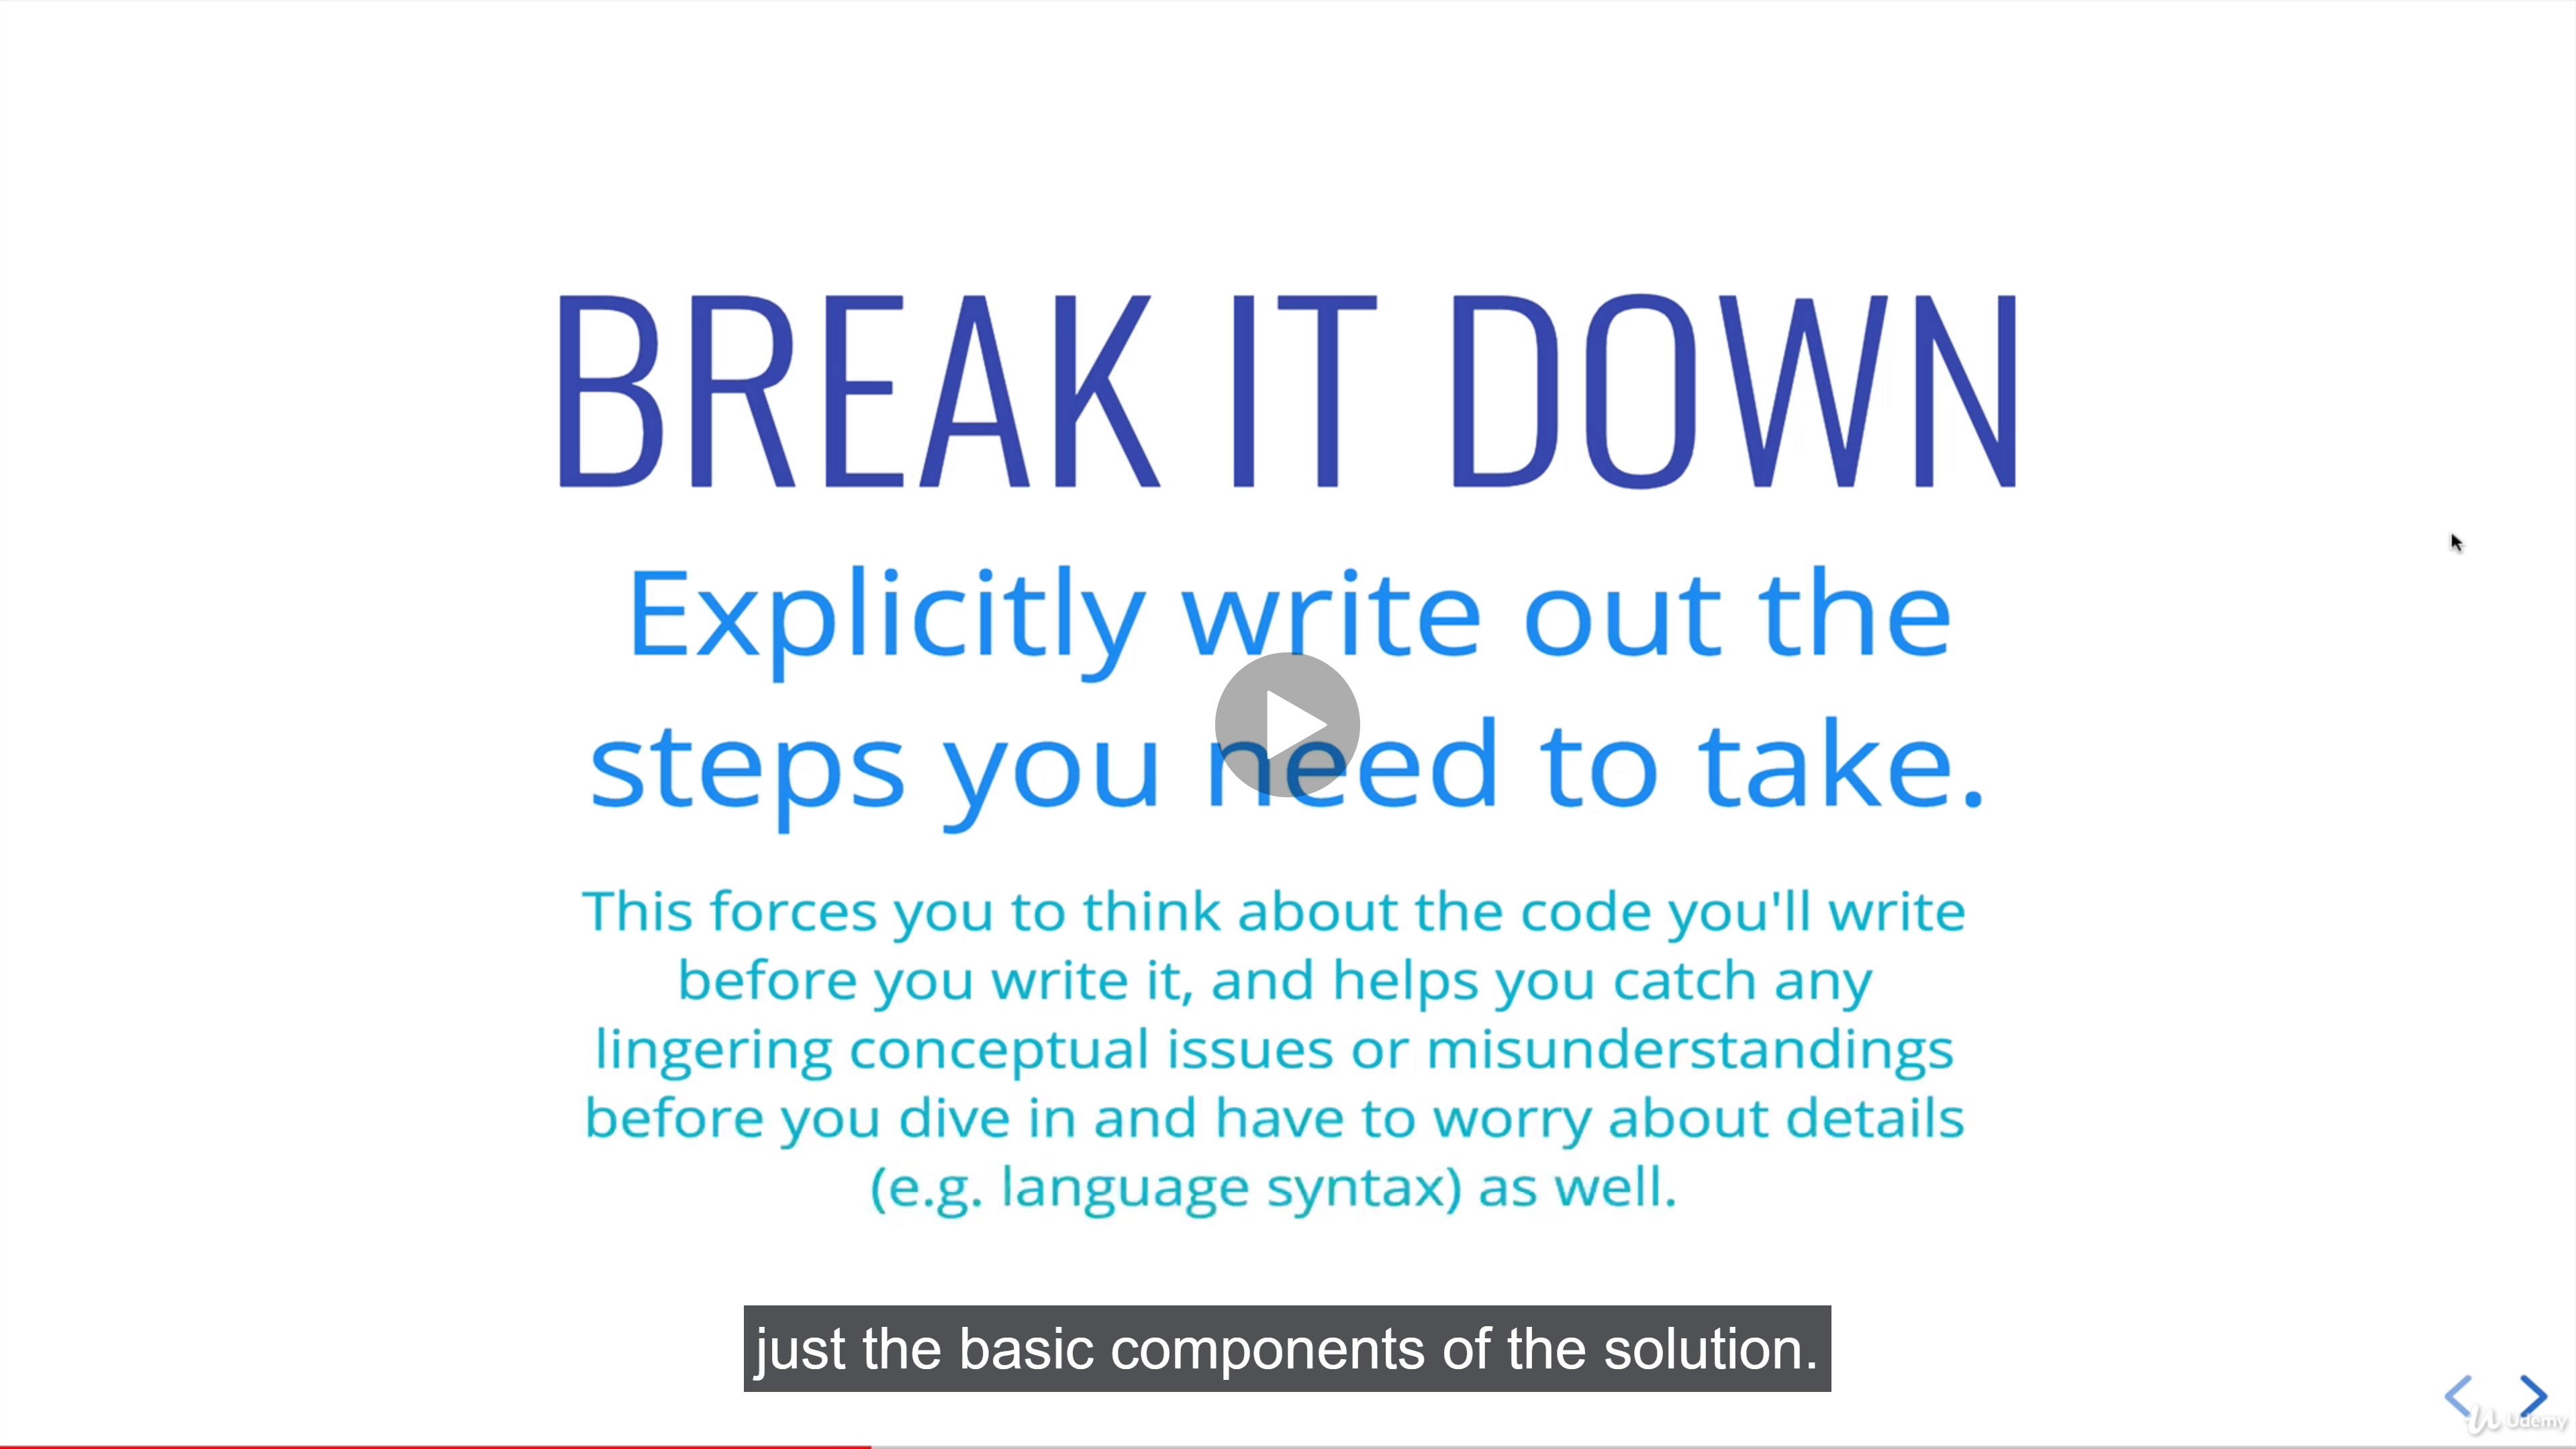 BREAK IT DOWN
Explicitly write out the
steps you need to take.
This forces you to think about the code you'll write
before you write it, and helps you catch any
lingering conceptual issues or misunderstandings
before you dive in and have to worry about details
(e.g. language syntax) as well.
just the basic components of the solution.
Udemy